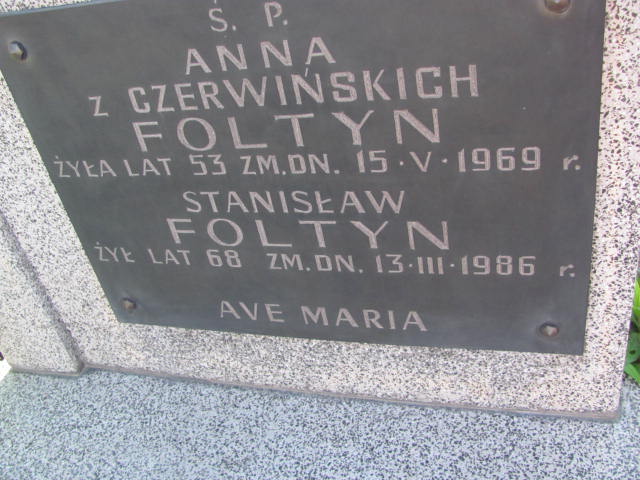 Ś. P.
ANNA
Z CZERWIŃSKICH
FOLTYN
ŻYŁA LAT 53 ZM.DN. 15·V·1969 r.
STANISŁAW
FOLTYN
ŻYŁ LAT 68 ZM.DN. 13·III·1986 r.
AVE MARIA